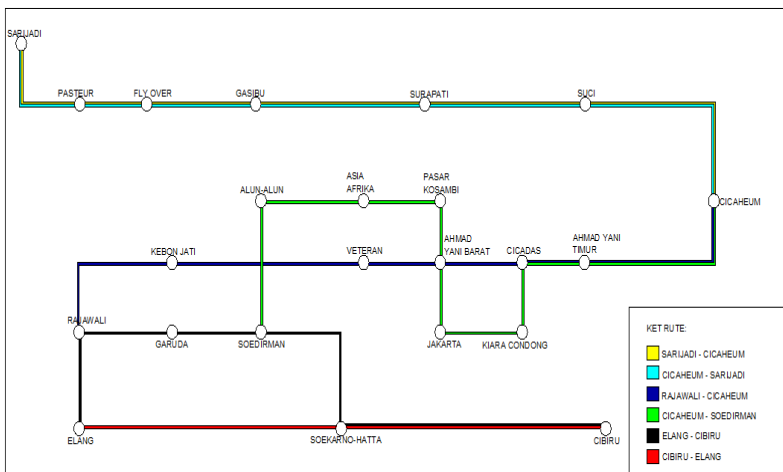 SARIJADI
PASTEUR
FLY OVER
GASIBU
SURAPATI
SUCI
ALUN-ALUN
ASIA
AFRIKA
PASAR
KOSAMBI
CICAHEUM
KEBON JATI
VETERAN
AHMAD
YANI BARAT
CICADAS
AHMAD YANI
TIMUR
RAJAWALI
GARUDA
SOEDIRMAN
JAKARTA
KIARA CONDONG
ELANG
SOEKARNO-HATTA
CIBIRU
KET RUTE:
SARIJADI - CICAHEUM
CICAHEUM - SARIJADI
RAJAWALI - CICAHEUM
CICAHEUM - SOEDIRMAN
ELANG - CIBIRU
CIBIRU - ELANG